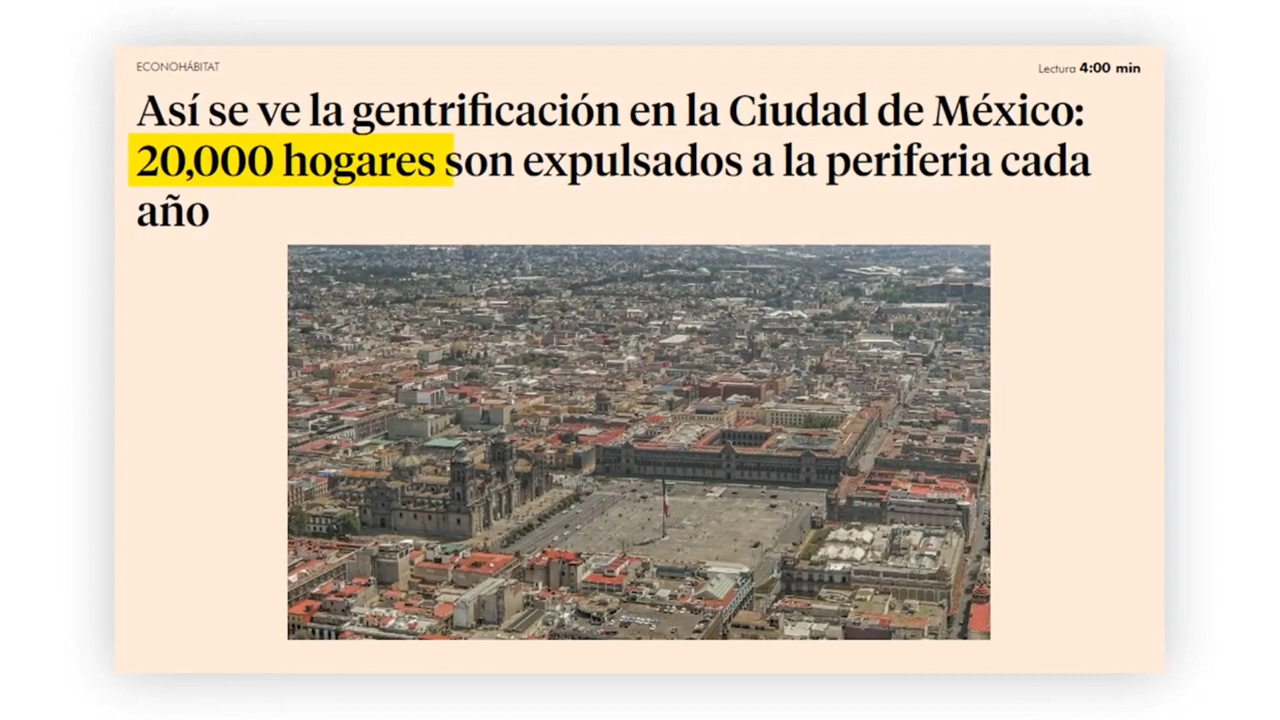 ECONOHÁBITAT
Lectura 4:00 min
Así se ve la gentrificación en la Ciudad de México:
20,000 hogares son expulsados a la periferia cada
año